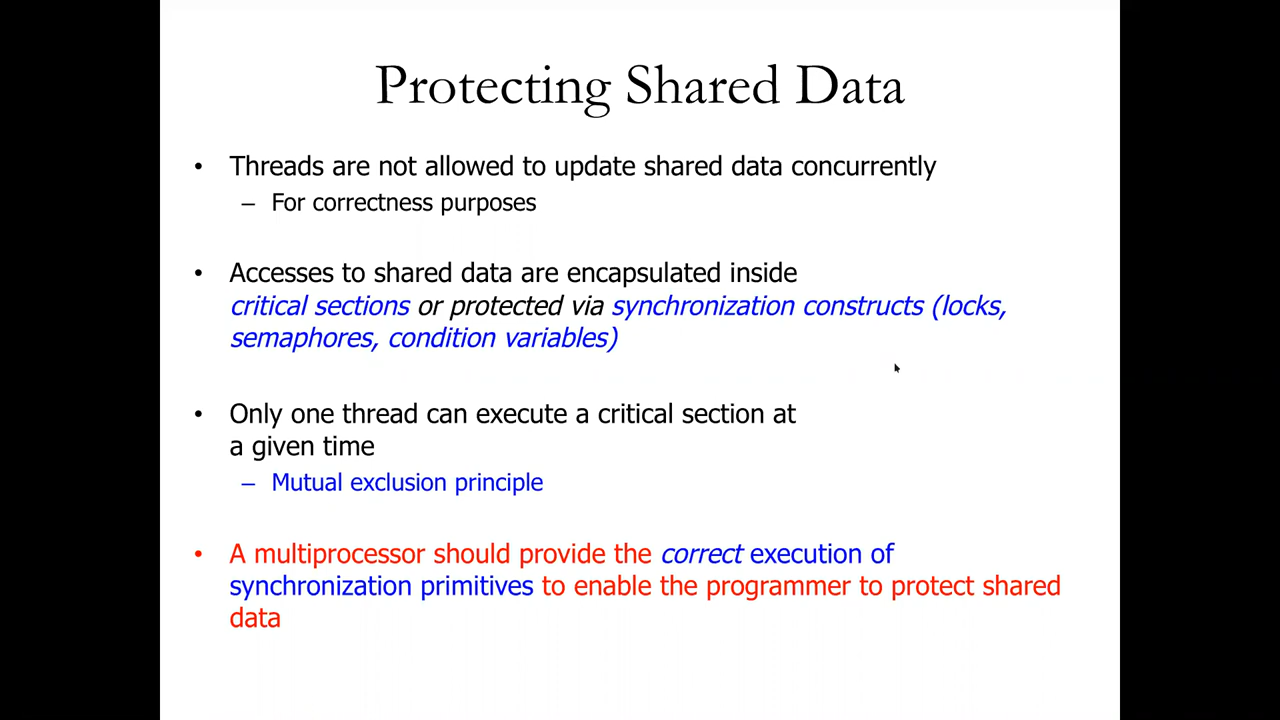 Protecting Shared Data
• Threads are not allowed to update shared data concurrently
– For correctness purposes
• Accesses to shared data are encapsulated inside
critical sections or protected via synchronization constructs (locks,
semaphores, condition variables)
• Only one thread can execute a critical section at
a given time
– Mutual exclusion principle
• A multiprocessor should provide the correct execution of
synchronization primitives to enable the programmer to protect shared
data